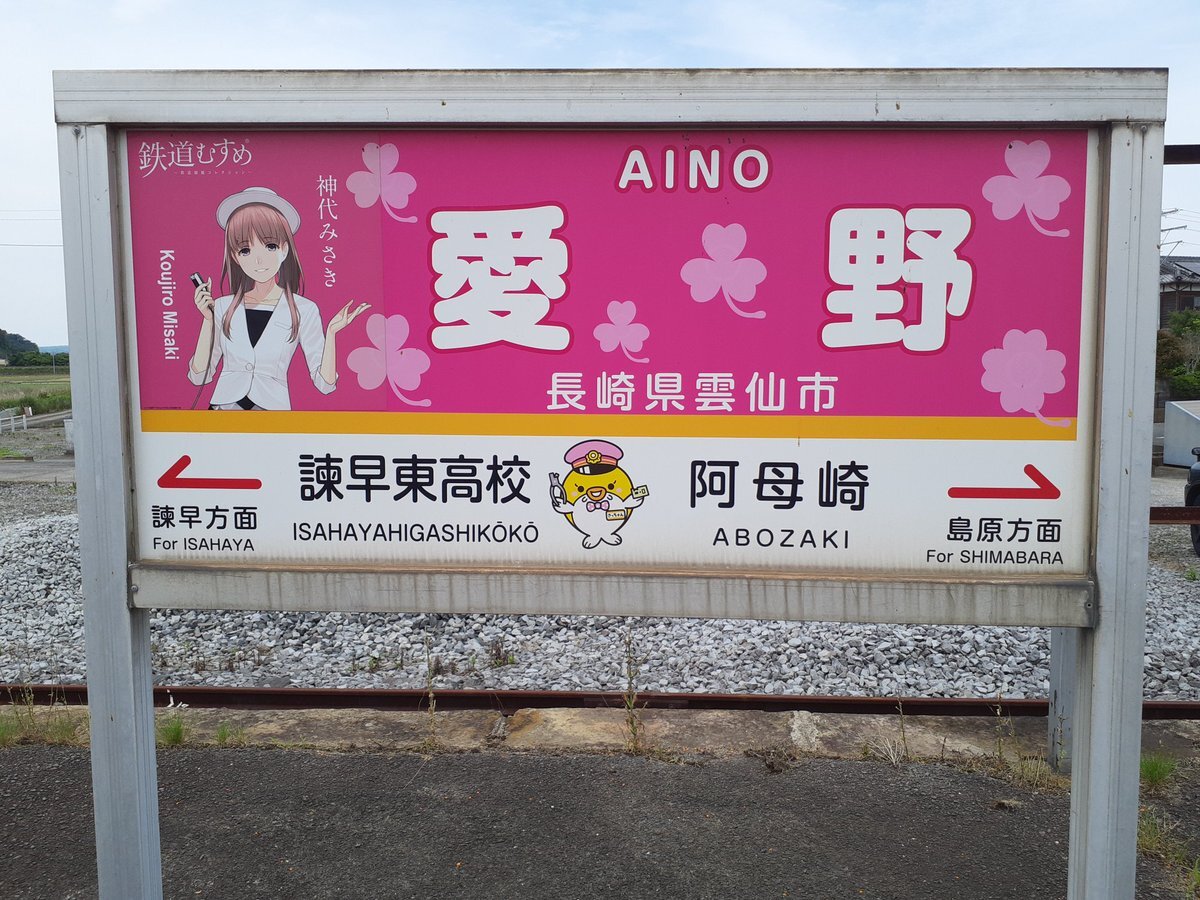 鉄道むすめ
神代みさき
Koujiro Misaki
AINO
愛野
長崎県雲仙市
諫早東高校
ISAHAYAHIGASHIKŌKŌ
諫早方面
For ISAHAYA
阿母崎
ABOZAKI
島原方面
For SHIMABARA